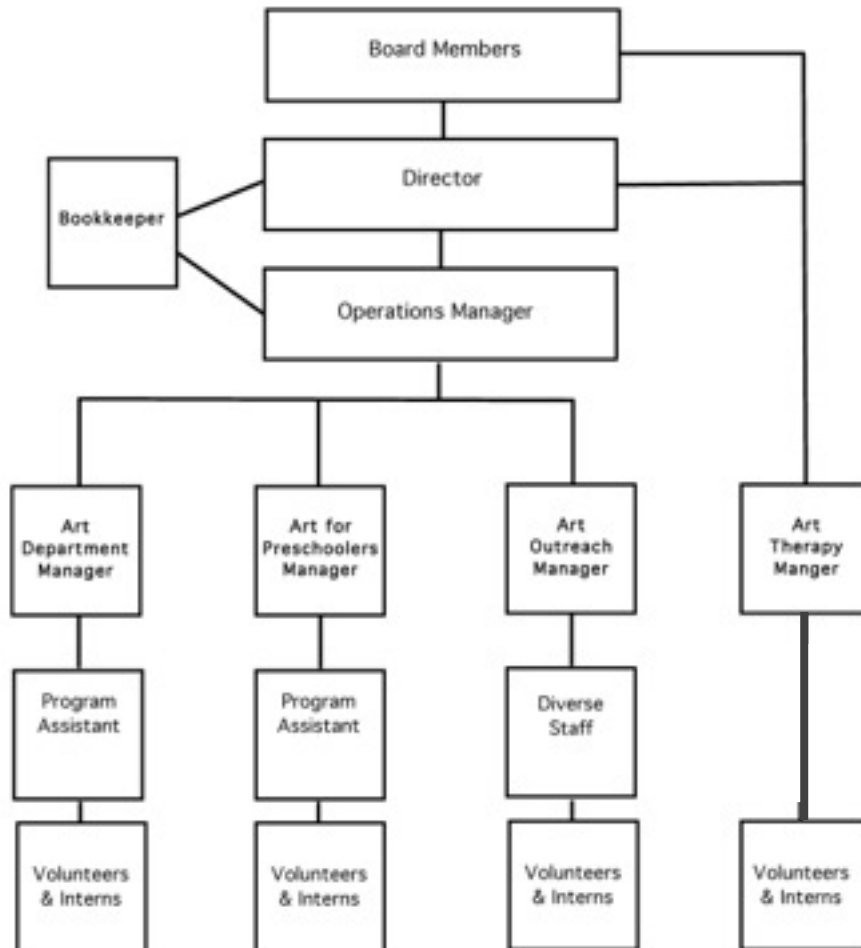 Board Members
Director
Bookkeeper
Operations Manager
Art
Department
Manager
Art for
Preschoolers
Manager
Art
Outreach
Manager
Art
Therapy
Manger
Program
Assistant
Program
Assistant
Diverse
Staff
Volunteers
& Interns
Volunteers
& Interns
Volunteers
& Interns
Volunteers
& Interns